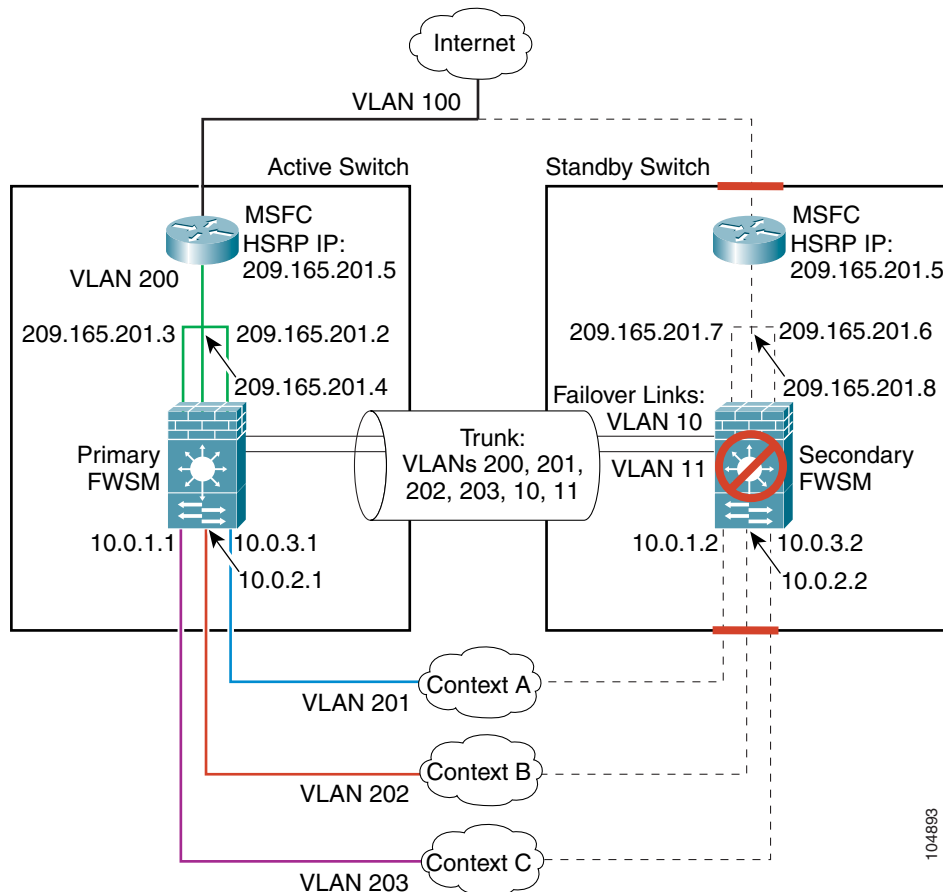 Internet
VLAN 100
Active Switch
Standby Switch
MSFC
HSRP IP:
209.165.201.5
VLAN 200
MSFC
HSRP IP:
209.165.201.5
209.165.201.3
209.165.201.2
209.165.201.4
209.165.201.7
209.165.201.6
209.165.201.8
Failover Links:
VLAN 10
VLAN 11
Primary
FWSM
Trunk:
VLANs 200, 201,
202, 203, 10, 11
Secondary
FWSM
10.0.1.1
10.0.3.1
10.0.2.1
10.0.1.2
10.0.3.2
10.0.2.2
Context A
VLAN 201
Context B
VLAN 202
Context C
VLAN 203
104893